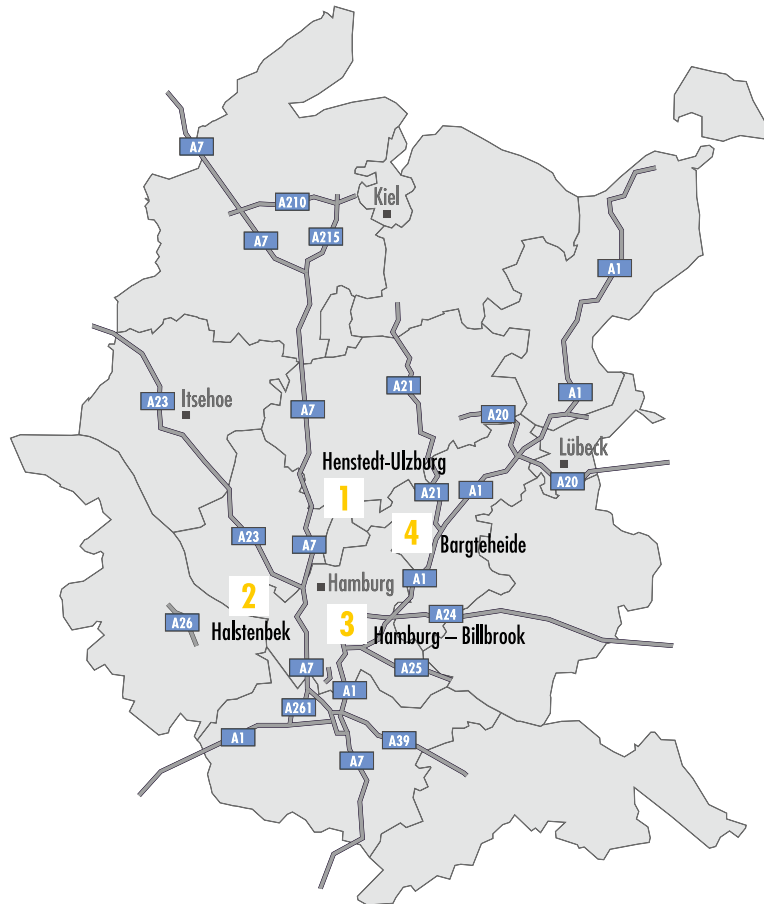 A7
Kiel
A210
A7
A215
A1
A21
A1
A23
Itsehoe
A7
A20
Lübeck
Henstedt-Ulzburg
A20
A21
A1
1
4
A23
A7
Bargteheide
A1
Hamburg
2
A24
A26
Halstenbek
3
Hamburg – Billbrook
A7
A25
A1
A261
A1
A39
A7